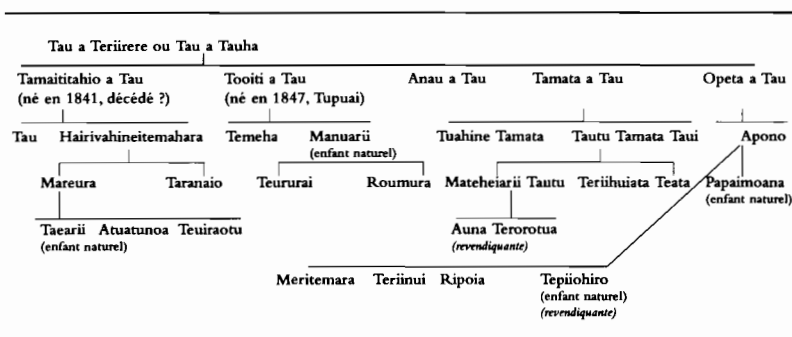 Tau a Teriirere ou Tau a Tauha
Tamaititahio a Tau Tooiti a Tau Anau a Tau Tamata a Tau Opeta a Tau
(né en 1841, décédé ?) (né en 1847, Tupuai)
Tau Hairivahineitemahara Temeha Manuarii Tuahine Tamata Tautu Tamata Taui Apono
(enfant naturel)
Mareura Taranaio Teururai Roumura Mateheiarii Tautu Teriihuiata Teata Papaimoana
(enfant naturel)
Taearii Atuatunoa Teuiraotu Auna Terorotua
(enfant naturel) (revendiquante)
Meritemara Teriinui Ripoia Tepiiohiro
(enfant naturel)
(revendiquante)